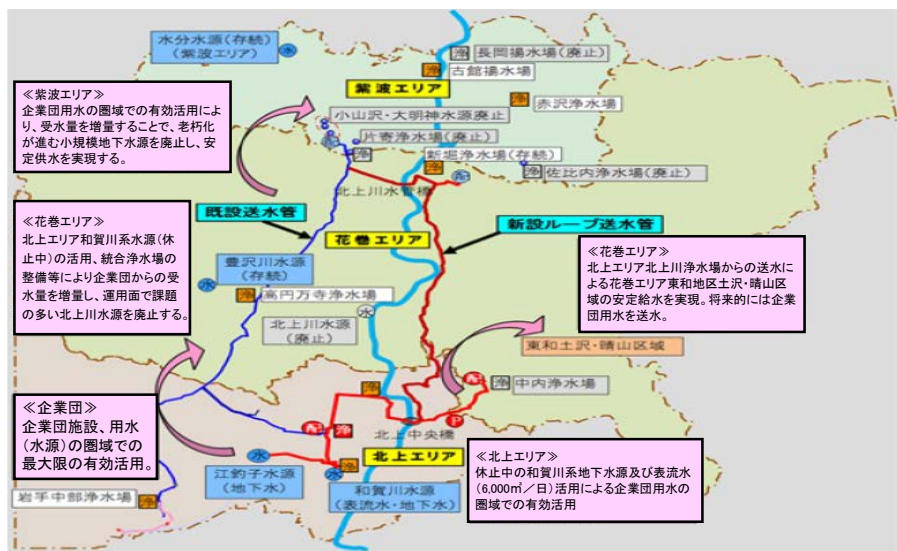 水分水源(存続)
(紫波エリア)
水
浄
長岡揚水場(廃止)
浄
古館揚水場
紫波エリア
浄
赤沢浄水場
≪紫波エリア≫
企業団用水の圏域での有効活用によ
り、受水量を増量することで、老朽化
が進む小規模地下水源を廃止し、安
定供水を実現する。
小山沢・大明神水源廃止
片寄浄水場(廃止)
浄
新堀浄水場(存続)
浄
配
浄
佐比内浄水場(廃止)
北上川水管橋
既設送水管
花巻エリア
新設ループ送水管
≪花巻エリア≫
北上エリア和賀川系水源(休
止中)の活用、統合浄水場の
整備等により企業団からの受
水量を増量し、運用面で課題
の多い北上川水源を廃止する。
豊沢川水源
(存続)
水
浄
高円万寺浄水場
水
北上川水源
(廃止)
≪花巻エリア≫
北上エリア北上川浄水場からの送水に
よる花巻エリア東和地区土沢・晴山区
域の安定給水を実現。将来的には企業
団用水を送水。
東和土沢・晴山区域
浄
配
浄
中内浄水場
≪企業団≫
企業団施設、用水
(水源)の圏域での
最大限の有効活用。
配
浄
P
北上中央橋
北上エリア
水
江釣子水源
(地下水)
浄
水
和賀川水源
(表流水・地下水)
岩手中部浄水場
浄
≪北上エリア≫
休止中の和賀川系地下水源及び表流水
(6,000㎥/日)活用による企業団用水の
圏域での有効活用